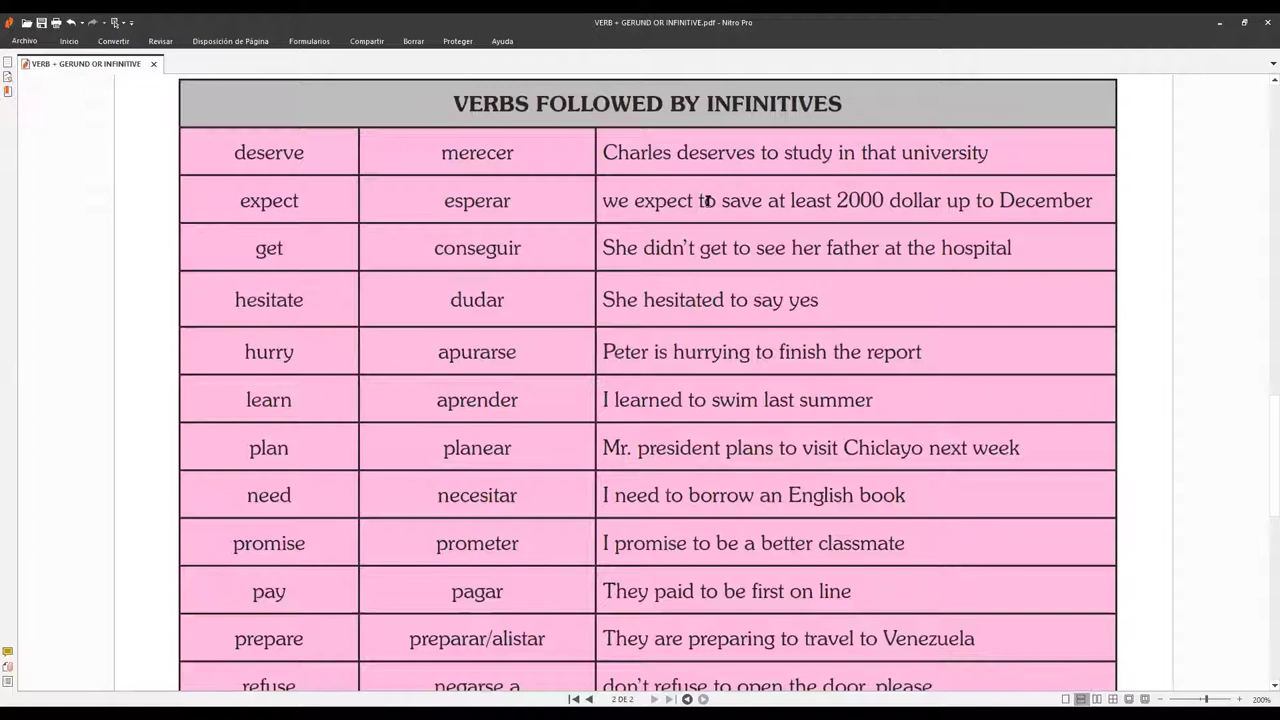 VERB + GERUND OR INFINITIVE.pdf - Nitro Pro
Archivo Inicio Convertir Revisar Disposición de Página Formularios Compartir Borrar Proteger Ayuda
VERB + GERUND OR INFINITIVE
VERBS FOLLOWED BY INFINITIVES
deserve merecer Charles deserves to study in that university
expect esperar we expect to save at least 2000 dollar up to December
get conseguir She didn't get to see her father at the hospital
hesitate dudar She hesitated to say yes
hurry apurarse Peter is hurrying to finish the report
learn aprender I learned to swim last summer
plan planear Mr. president plans to visit Chiclayo next week
need necesitar I need to borrow an English book
promise prometer I promise to be a better classmate
pay pagar They paid to be first on line
prepare preparar/alistar They are preparing to travel to Venezuela
refuse negarse a don't refuse to open the door, please
2 DE 2
200%